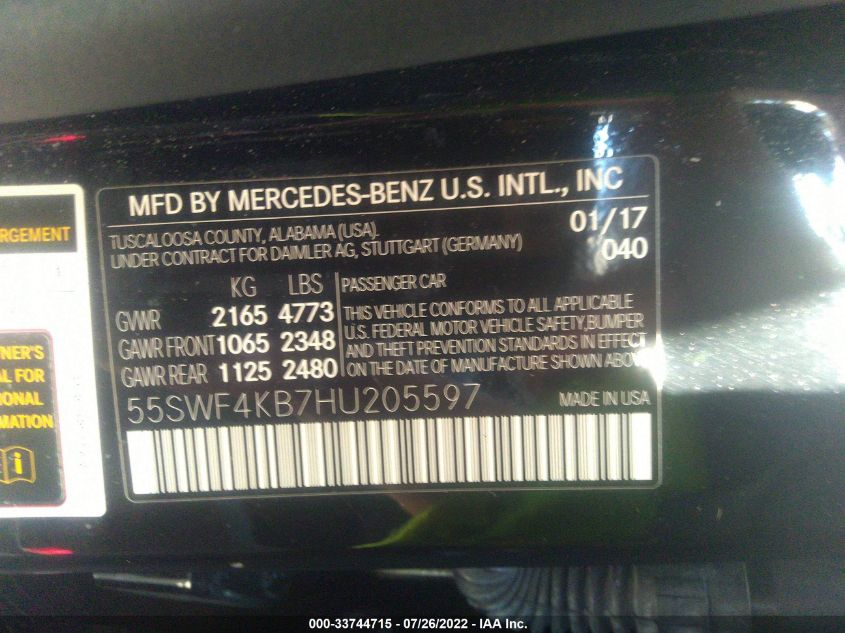 MFD BY MERCEDES-BENZ U.S. INTL., INC
TUSCALOOSA COUNTY, ALABAMA (USA). 01/17
UNDER CONTRACT FOR DAIMLER AG, STUTTGART (GERMANY) 040
KG LBS PASSENGER CAR
GVWR 2165 4773 THIS VEHICLE CONFORMS TO ALL APPLICABLE
U.S. FEDERAL MOTOR VEHICLE SAFETY, BUMPER
GAWR FRONT 1065 2348 AND THEFT PREVENTION STANDARDS IN EFFECT
GAWR REAR 1125 2480 ON THE DATE OF MANUFACTURE SHOWN ABOVE
55SWF4KB7HU205597 MADE IN USA
RGEMENT
NER'S
AL FOR
IONAL
MATION
i
000-33744715 - 07/26/2022 - IAA Inc.